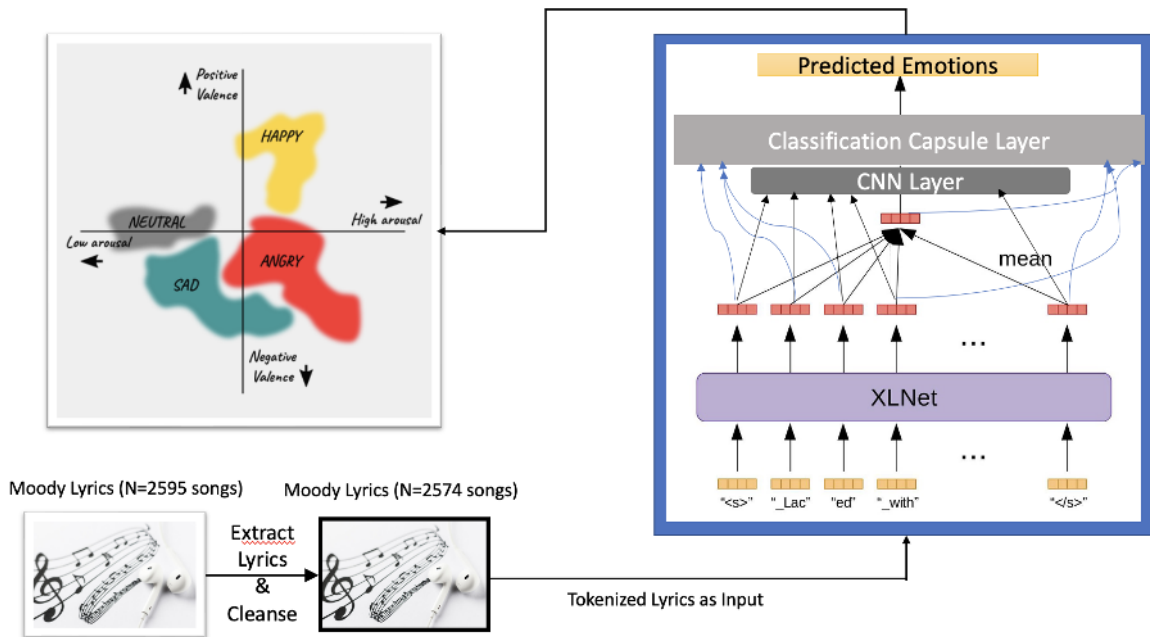 Positive
Valence
HAPPY
NEUTRAL
High arousal
Low arousal
ANGRY
SAD
Negative
Valence
Predicted Emotions
Classification Capsule Layer
CNN Layer
mean
...
XLNet
...
"<s>" "_Lac" "ed" "_with" "</s>"
Moody Lyrics (N=2595 songs)
Moody Lyrics (N=2574 songs)
Extract
Lyrics
&
Cleanse
Tokenized Lyrics as Input